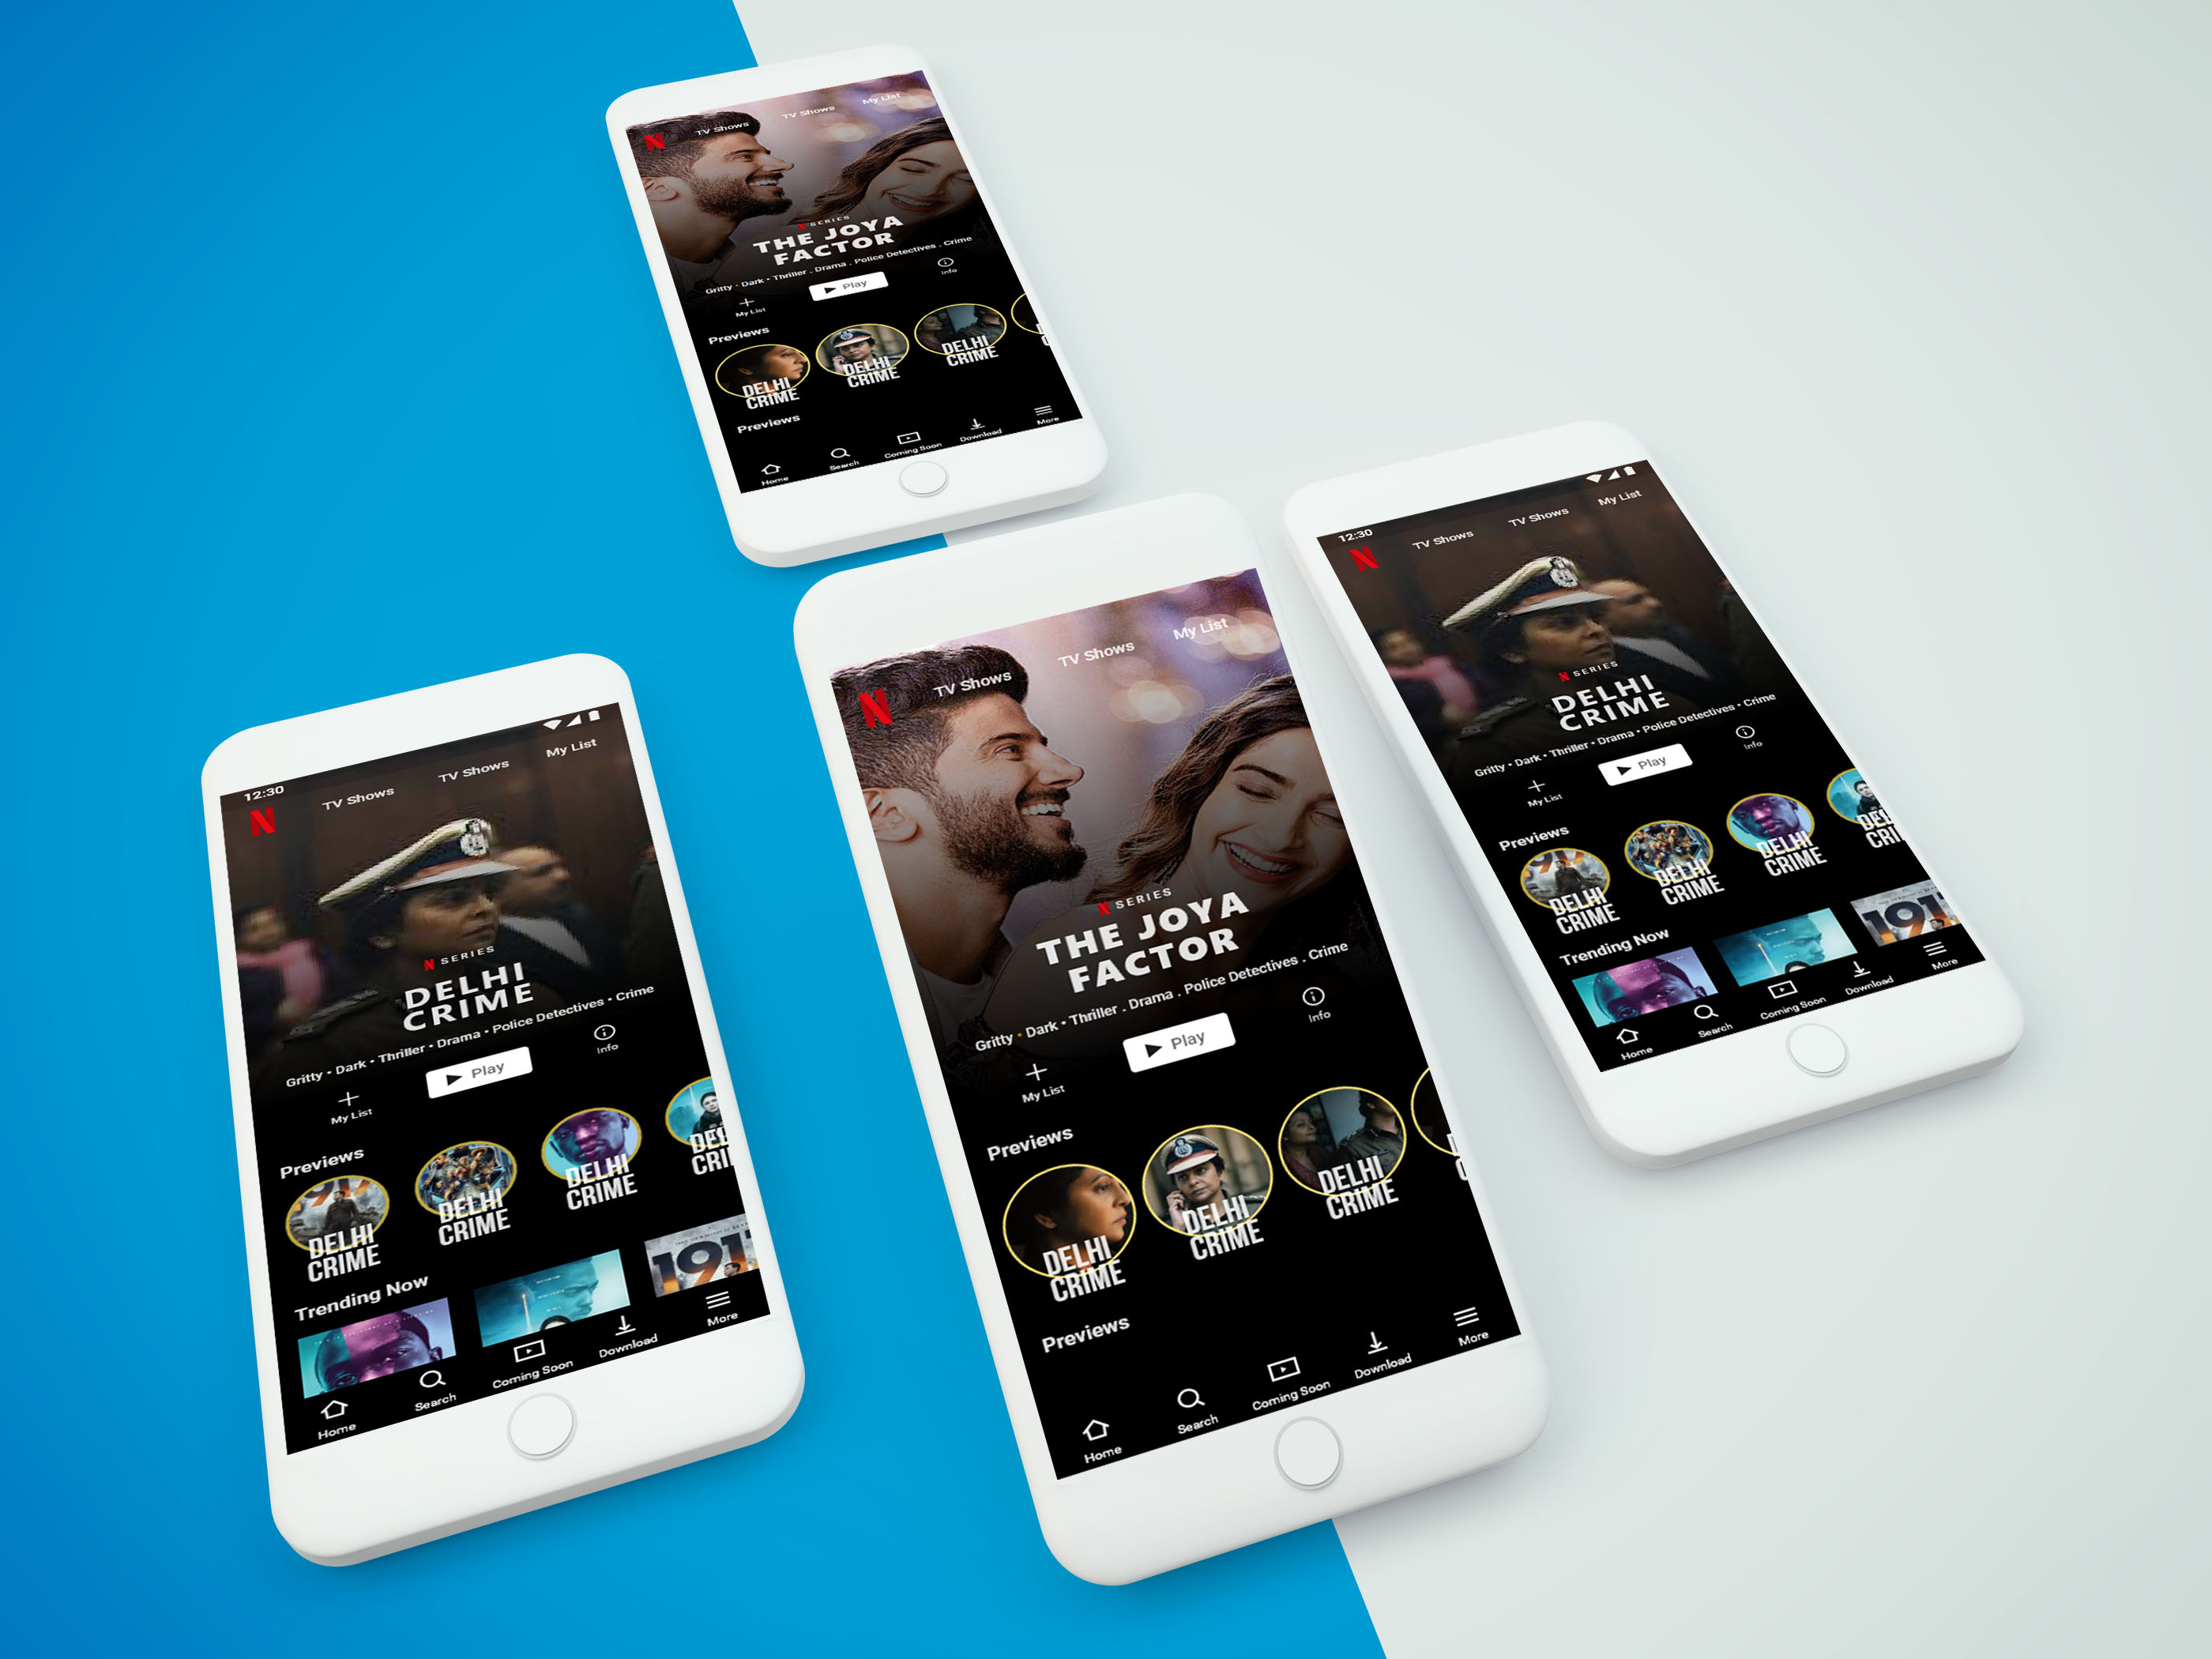 TV Shows
TV Shows
My List
SERIES
THE JOYA
FACTOR
Gritty • Dark • Thriller . Drama . Police Detectives . Crime
My List
Play
Info
Previews
DELHI
CRIME
DELHI
CRIME
DELHI
CRIME
Previews
Home
Search
Coming Soon
Download
More
12:30
TV Shows
TV Shows
My List
SERIES
DELHI
CRIME
Gritty • Dark • Thriller • Drama • Police Detectives • Crime
My List
Play
Info
Previews
DELHI
CRIME
DELHI
CRIME
DELHI
CRIME
DEL
CRI
Trending Now
191
Home
Search
Coming Soon
Download
More
TV Shows
TV Shows
My List
SERIES
THE JOYA
FACTOR
Gritty • Dark • Thriller . Drama . Police Detectives . Crime
My List
Play
Info
Previews
DELHI
CRIME
DELHI
CRIME
DELHI
CRIME
Previews
Home
Search
Coming Soon
Download
More
12:30
TV Shows
TV Shows
My List
SERIES
DELHI
CRIME
Gritty • Dark • Thriller • Drama • Police Detectives • Crime
My List
Play
Info
Previews
DELHI
CRIME
DELHI
CRIME
DELHI
CRIME
DEL
CRI
Trending Now
191
Home
Search
Coming Soon
Download
More